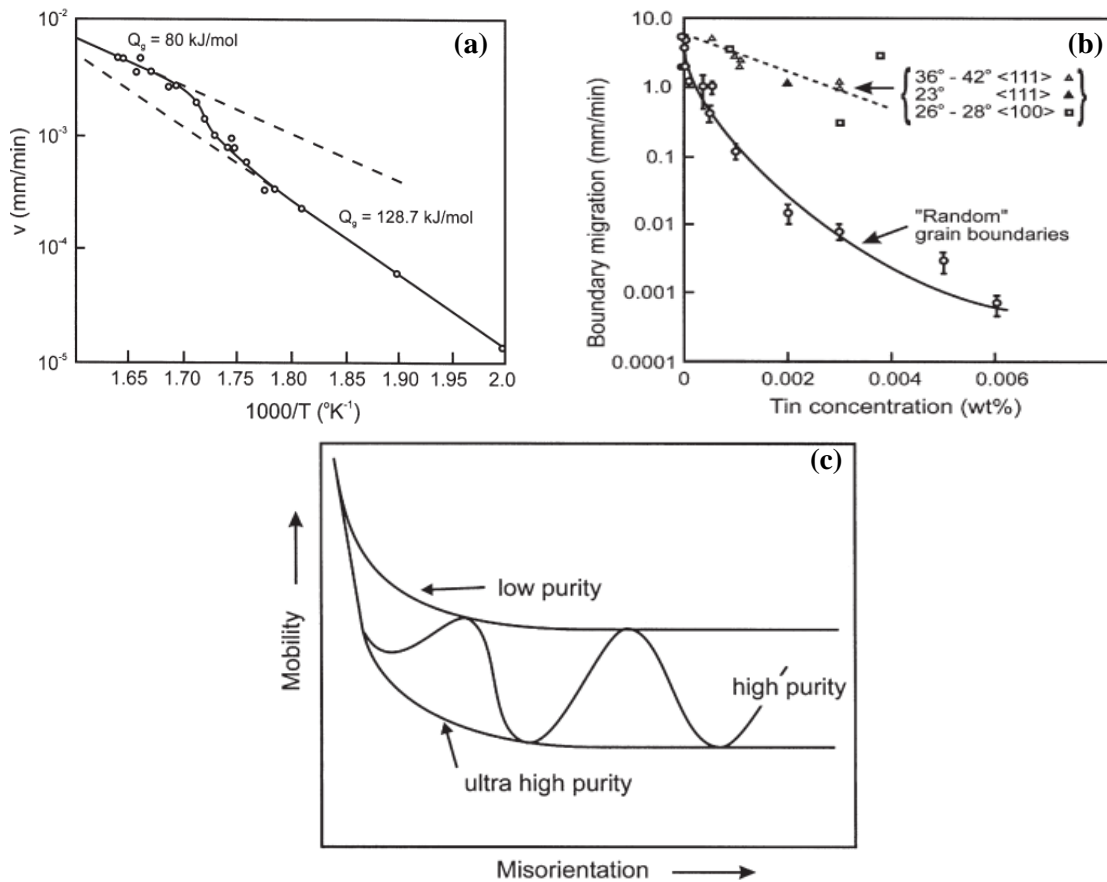 (a)
Qg = 80 kJ/mol
Qg = 128.7 kJ/mol
v (mm/min)
10-2
10-3
10-4
10-5
1.65 1.70 1.75 1.80 1.85 1.90 1.95 2.0
1000/T (°K-1)
(b)
Boundary migration (mm/min)
10.0
1.0
0.1
0.01
0.001
0.0001
36° - 42° <111>
23° <111>
26° - 28° <100>
"Random"
grain boundaries
0 0.002 0.004 0.006
Tin concentration (wt%)
(c)
Mobility
low purity
high purity
ultra high purity
Misorientation